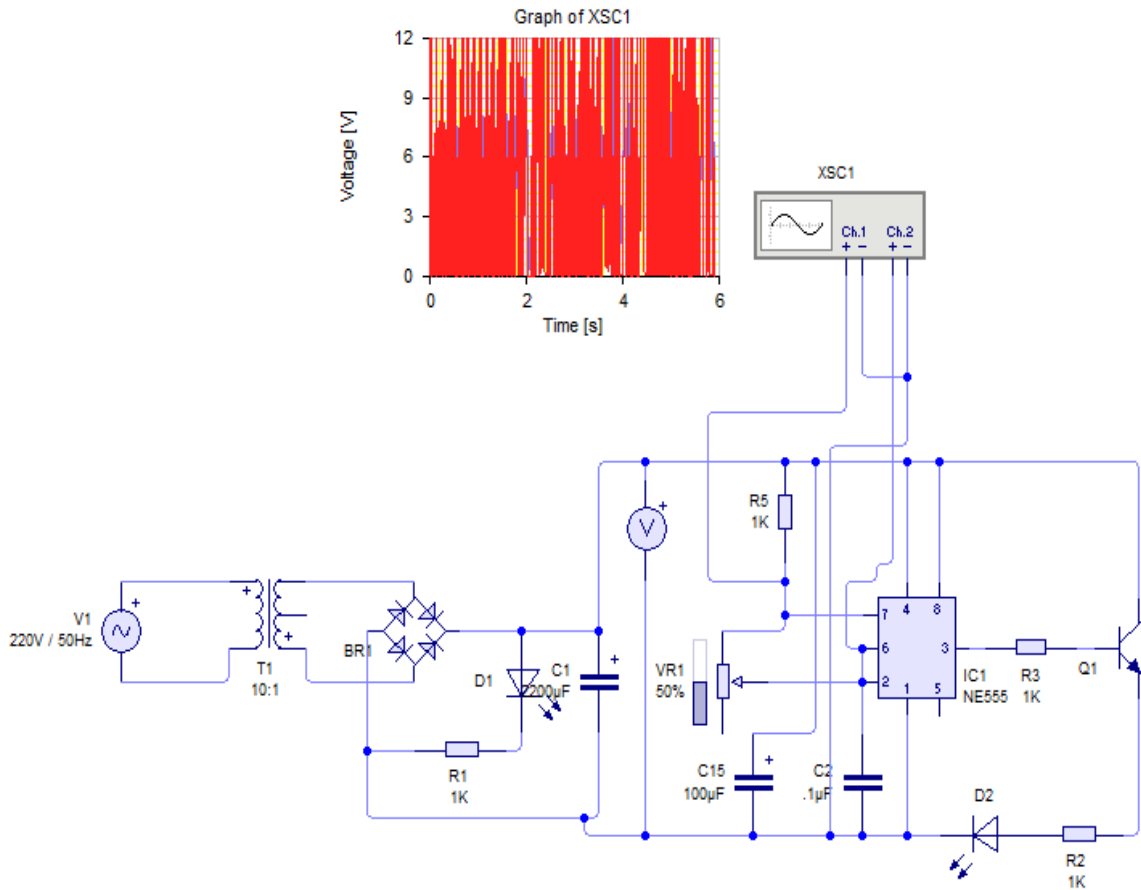 Graph of XSC1
12
9
6
3
0
Voltage [V]
0
2
4
6
Time [s]
XSC1
Ch.1
Ch.2
+ − + −
R5
1K
+
V
V1
220V / 50Hz
+
+
+
T1
10:1
BR1
D1
C1
2200µF
+
R1
1K
VR1
50%
7
6
2
4
8
3
1
5
IC1
NE555
R3
1K
Q1
C15
100µF
+
C2
.1µF
D2
R2
1K